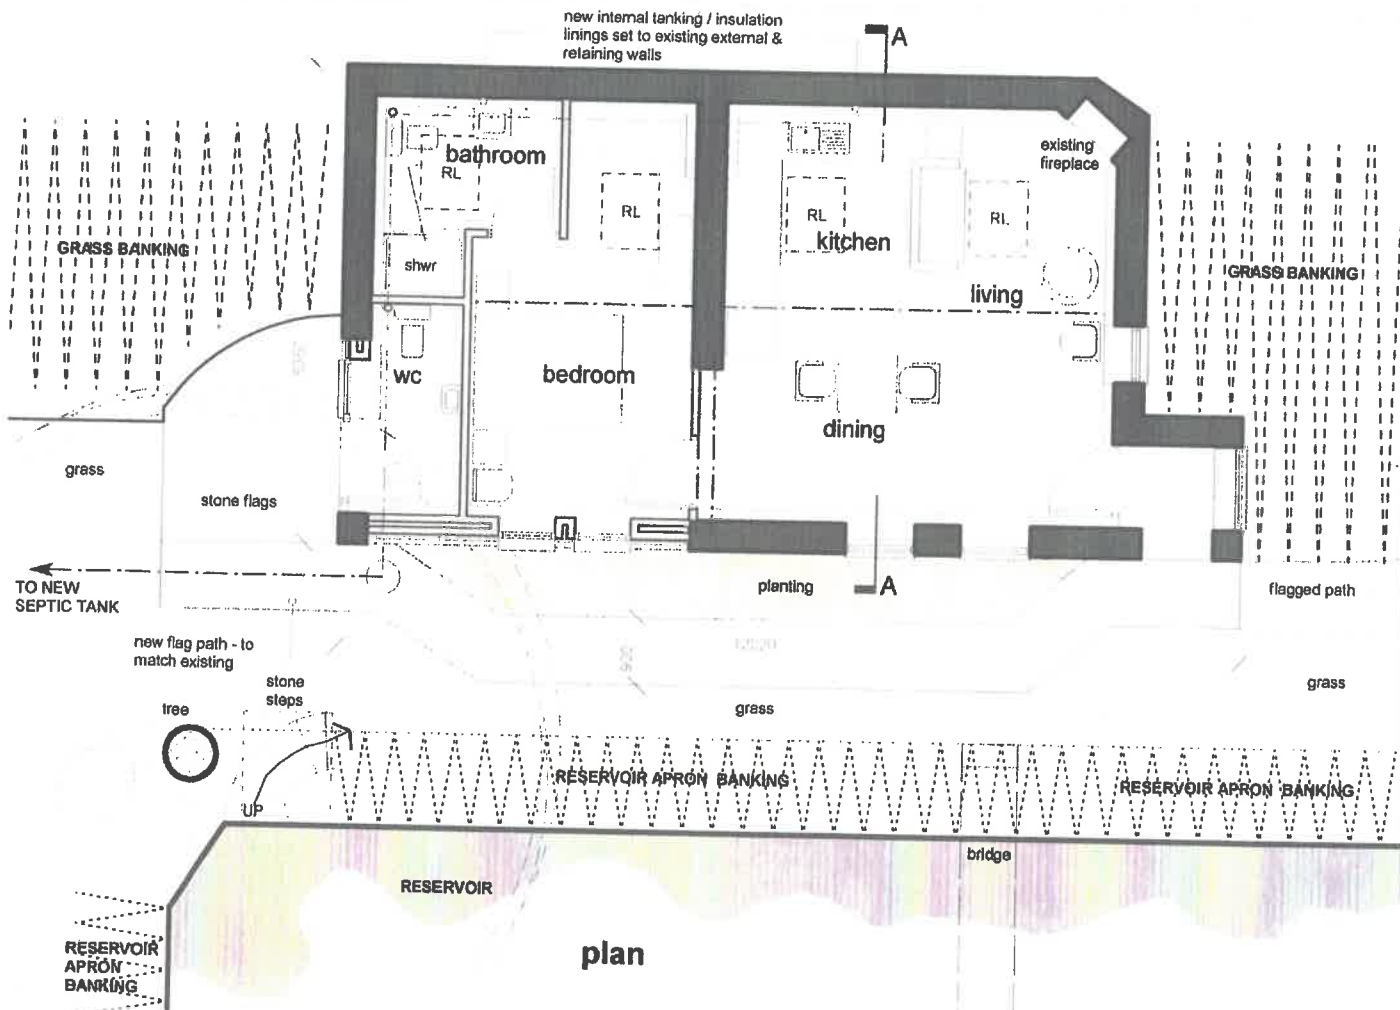 new internal tanking / insulation
linings set to existing external &
retaining walls
A
existing
fireplace
bathroom
RL
RL
RL
RL
kitchen
GRASS BANKING
shwr
GRASS BANKING
living
WC
bedroom
dining
grass
stone flags
TO NEW
SEPTIC TANK
planting
A
flagged path
new flag path - to
match existing
stone
steps
tree
grass
grass
UP
RESERVOIR APRON BANKING
RESERVOIR APRON BANKING
bridge
RESERVOIR
RESERVOIR
APRON
BANKING
plan